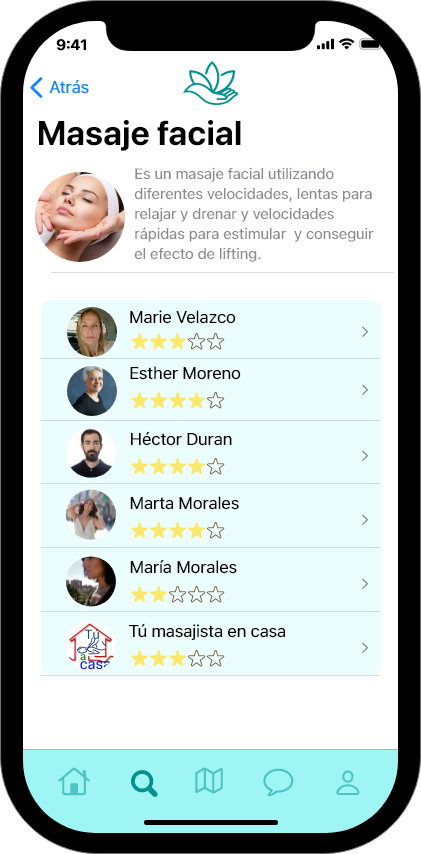 9:41
Atrás
Masaje facial
Es un masaje facial utilizando
diferentes velocidades, lentas para
relajar y drenar y velocidades
rápidas para estimular y conseguir
el efecto de lifting.
Marie Velazco
Esther Moreno
Héctor Duran
Marta Morales
María Morales
Tú masajista en casa
Tú
a
casa